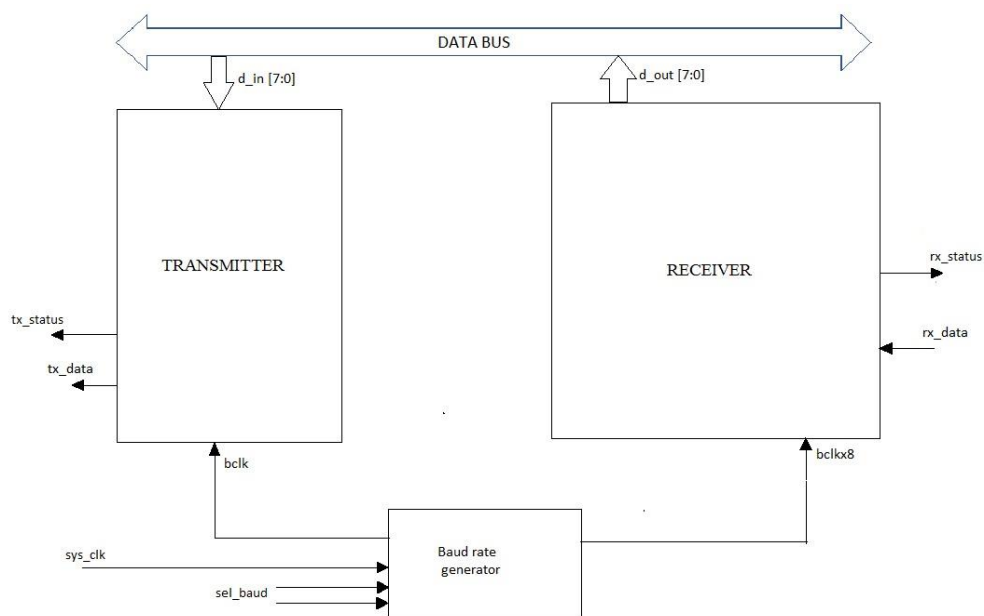 DATA BUS
d_in [7:0]
d_out [7:0]
TRANSMITTER
RECEIVER
rx_status
tx_status
rx_data
tx_data
bclk
bclkx8
sys_clk
Baud rate
generator
sel_baud